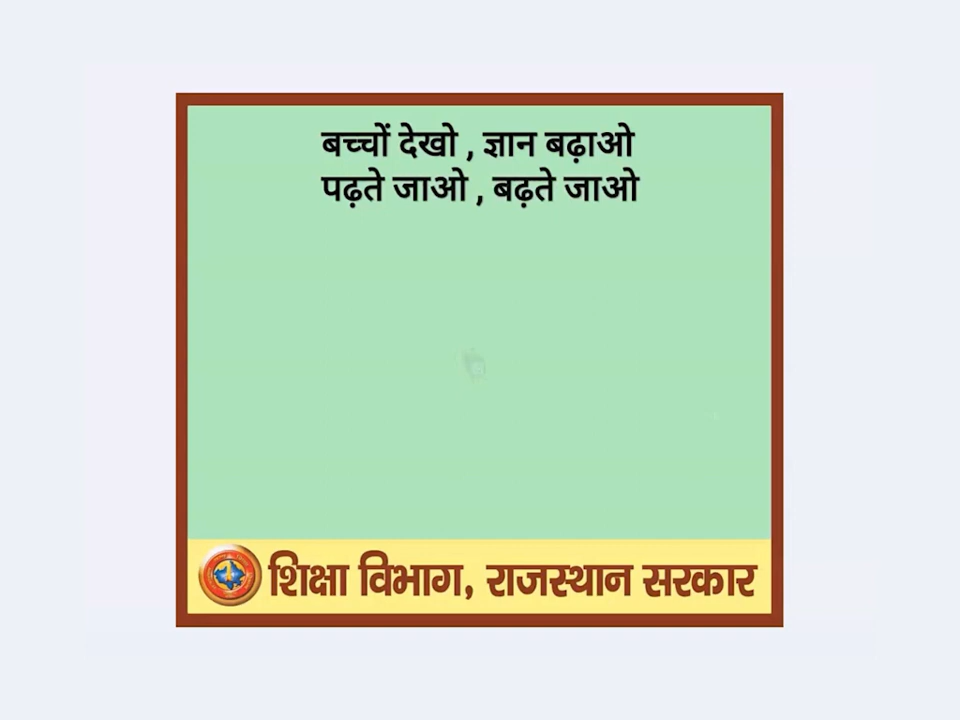 बच्चों देखो , ज्ञान बढ़ाओ
पढ़ते जाओ , बढ़ते जाओ
शिक्षा विभाग, राजस्थान सरकार